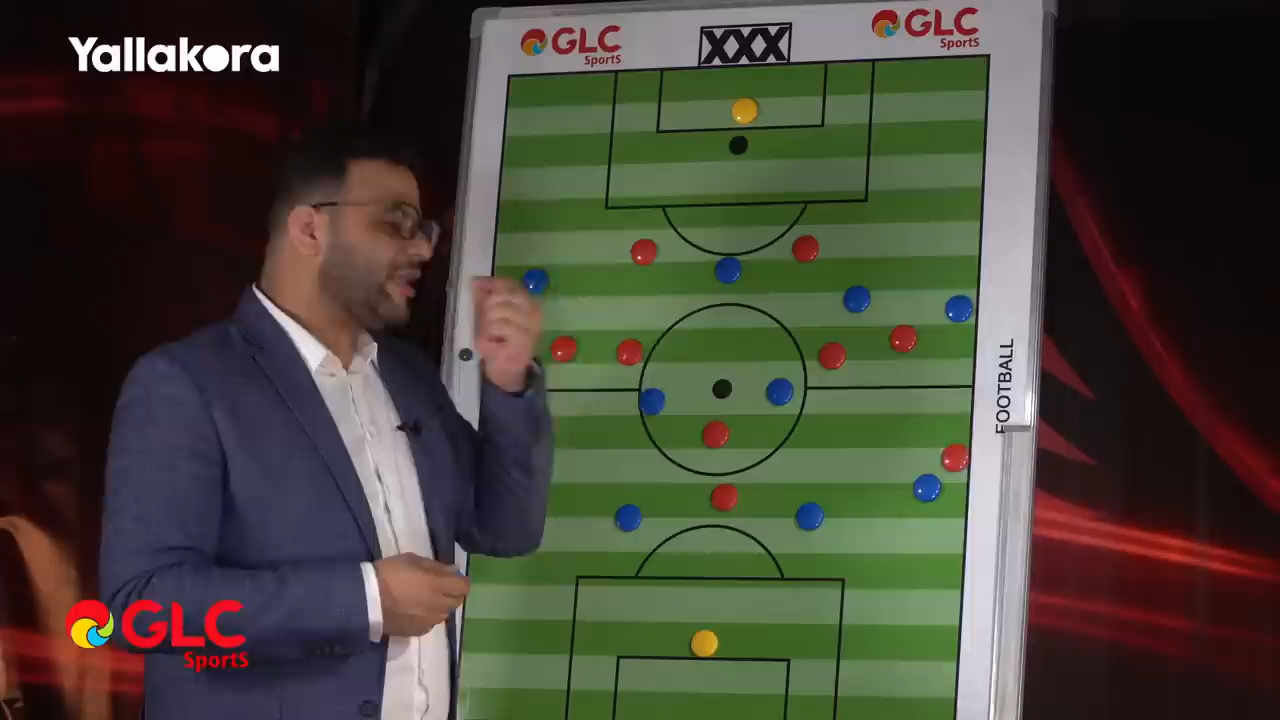 Yallakora
GLC
Sports
XXX
GLC
Sports
FOOTBALL
GLC
Sports